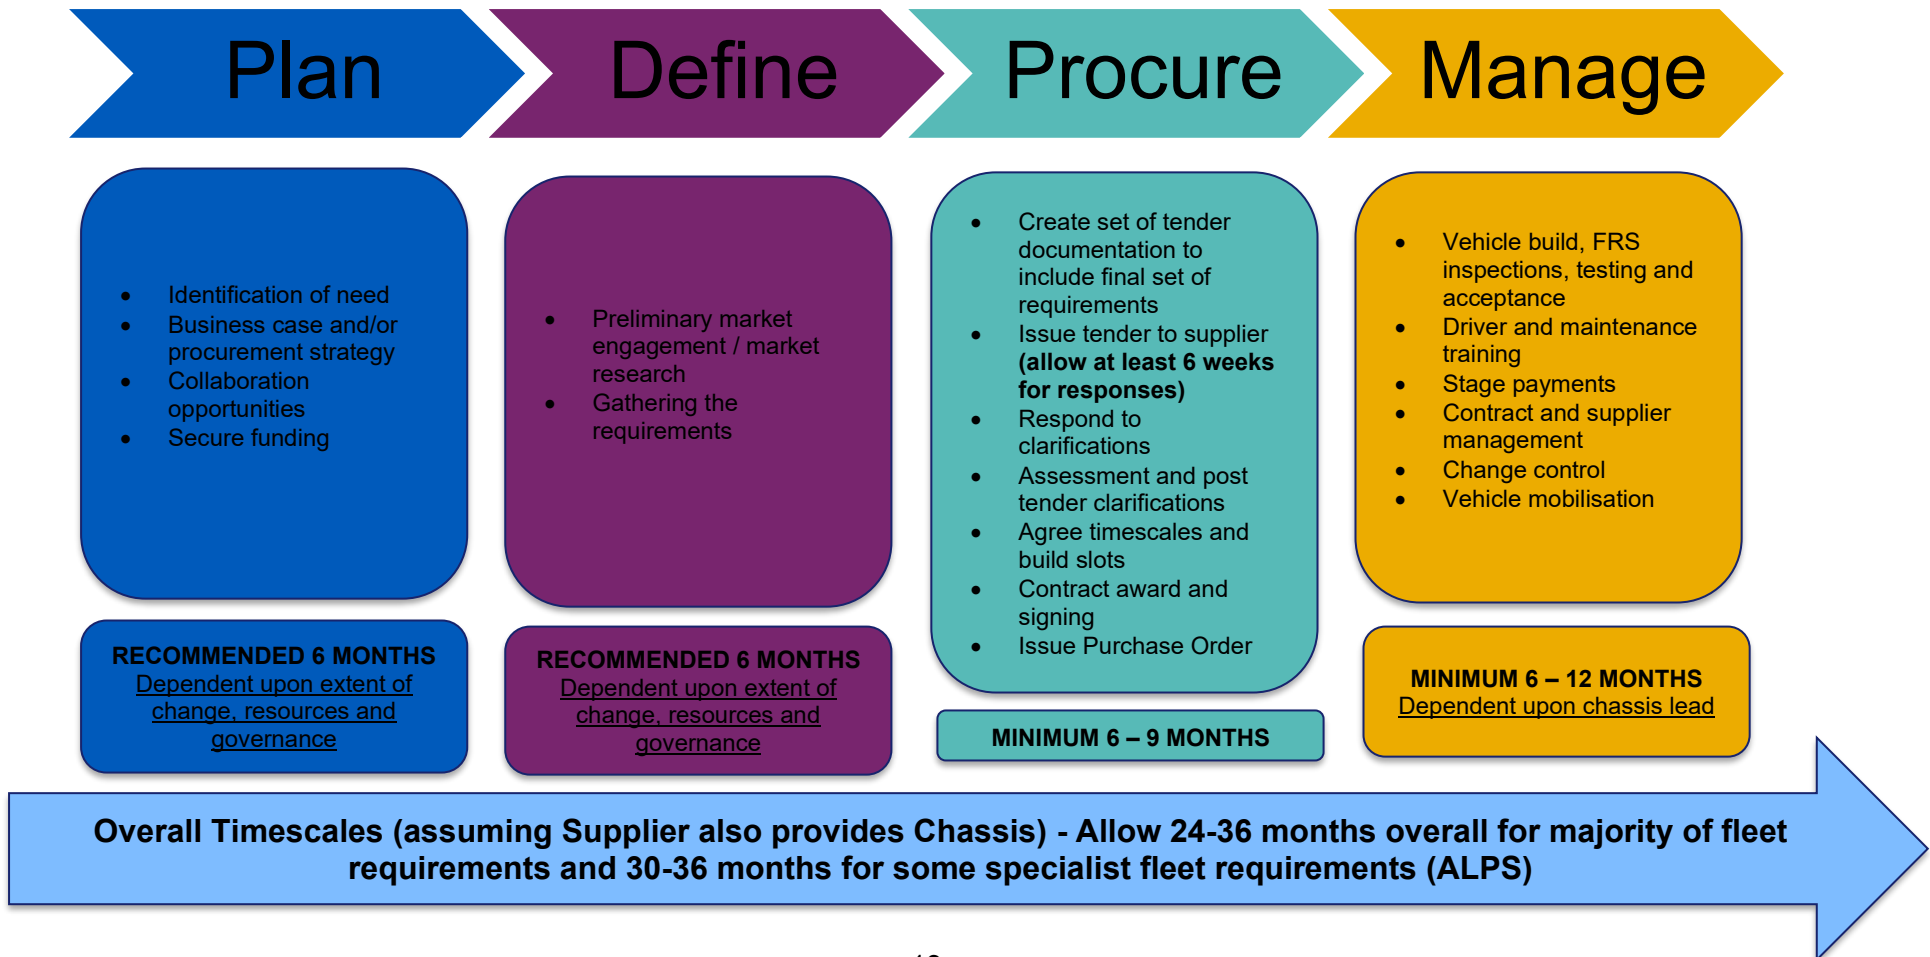 Plan
Define
Procure
Manage
• Identification of need
• Business case and/or
procurement strategy
• Collaboration
opportunities
• Secure funding
RECOMMENDED 6 MONTHS
Dependent upon extent of
change, resources and
governance
• Preliminary market
engagement / market
research
• Gathering the
requirements
RECOMMENDED 6 MONTHS
Dependent upon extent of
change, resources and
governance
• Create set of tender
documentation to
include final set of
requirements
• Issue tender to supplier
(allow at least 6 weeks
for responses)
• Respond to
clarifications
• Assessment and post
tender clarifications
• Agree timescales and
build slots
• Contract award and
signing
• Issue Purchase Order
MINIMUM 6 – 9 MONTHS
• Vehicle build, FRS
inspections, testing and
acceptance
• Driver and maintenance
training
• Stage payments
• Contract and supplier
management
• Change control
• Vehicle mobilisation
MINIMUM 6 – 12 MONTHS
Dependent upon chassis lead
Overall Timescales (assuming Supplier also provides Chassis) - Allow 24-36 months overall for majority of fleet
requirements and 30-36 months for some specialist fleet requirements (ALPS)